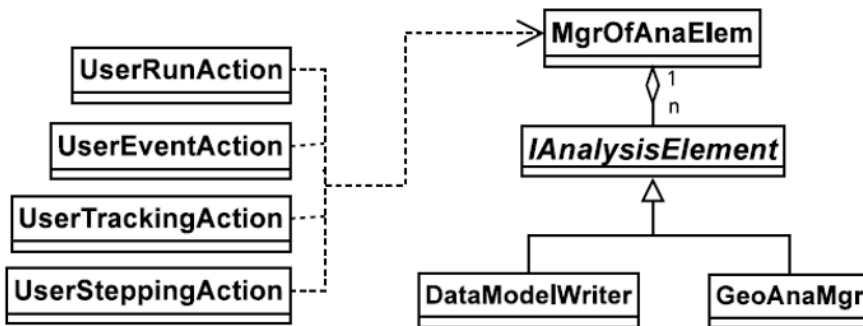 MgrOfAnaElem
UserRunAction
1
n
UserEventAction
IAnalysisElement
UserTrackingAction
UserSteppingAction
DataModelWriter
GeoAnaMgr